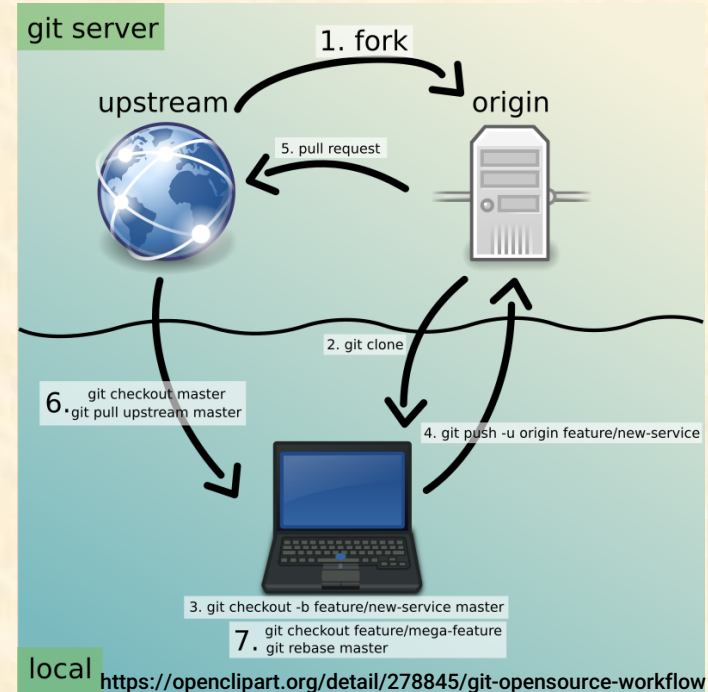 git server
1. fork
upstream
origin
5. pull request
2. git clone
6. git checkout master
git pull upstream master
4. git push -u origin feature/new-service
3. git checkout -b feature/new-service master
7. git checkout feature/mega-feature
git rebase master
local
https://openclipart.org/detail/278845/git-opensource-workflow